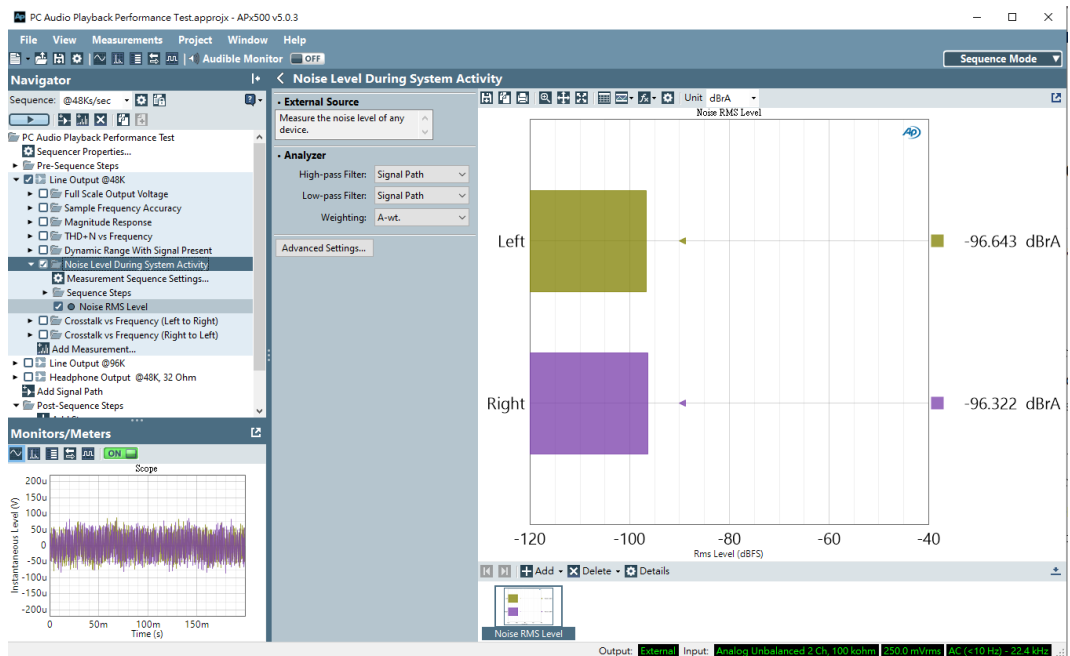 PC Audio Playback Performance Test.approjx - APx500 v5.0.3
File View Measurements Project Window Help
Audible Monitor OFF
Sequence Mode
Navigator
Sequence: @48Ks/sec
PC Audio Playback Performance Test
Sequencer Properties...
Pre-Sequence Steps
Line Output @48K
Full Scale Output Voltage
Sample Frequency Accuracy
Magnitude Response
THD+N vs Frequency
Dynamic Range With Signal Present
Noise Level During System Activity
Measurement Sequence Settings...
Sequence Steps
Noise RMS Level
Crosstalk vs Frequency (Left to Right)
Crosstalk vs Frequency (Right to Left)
Add Measurement...
Line Output @96K
Headphone Output @48K, 32 Ohm
Add Signal Path
Post-Sequence Steps
Monitors/Meters
ON
Scope
Instantaneous Level (V)
200u
150u
100u
50u
0
-50u
-100u
-150u
-200u
0 50m 100m 150m
Time (s)
Noise Level During System Activity
External Source
Measure the noise level of any
device.
Analyzer
High-pass Filter: Signal Path
Low-pass Filter: Signal Path
Weighting: A-wt.
Advanced Settings...
Unit dBrA
Noise RMS Level
AP
Left -96.643 dBrA
Right -96.322 dBrA
-120 -100 -80 -60 -40
Rms Level (dBFS)
Add Delete Details
Noise RMS Level
Output: External Input: Analog Unbalanced 2 Ch, 100 kohm 250.0 mVrms AC (<10 Hz) - 22.4 kHz